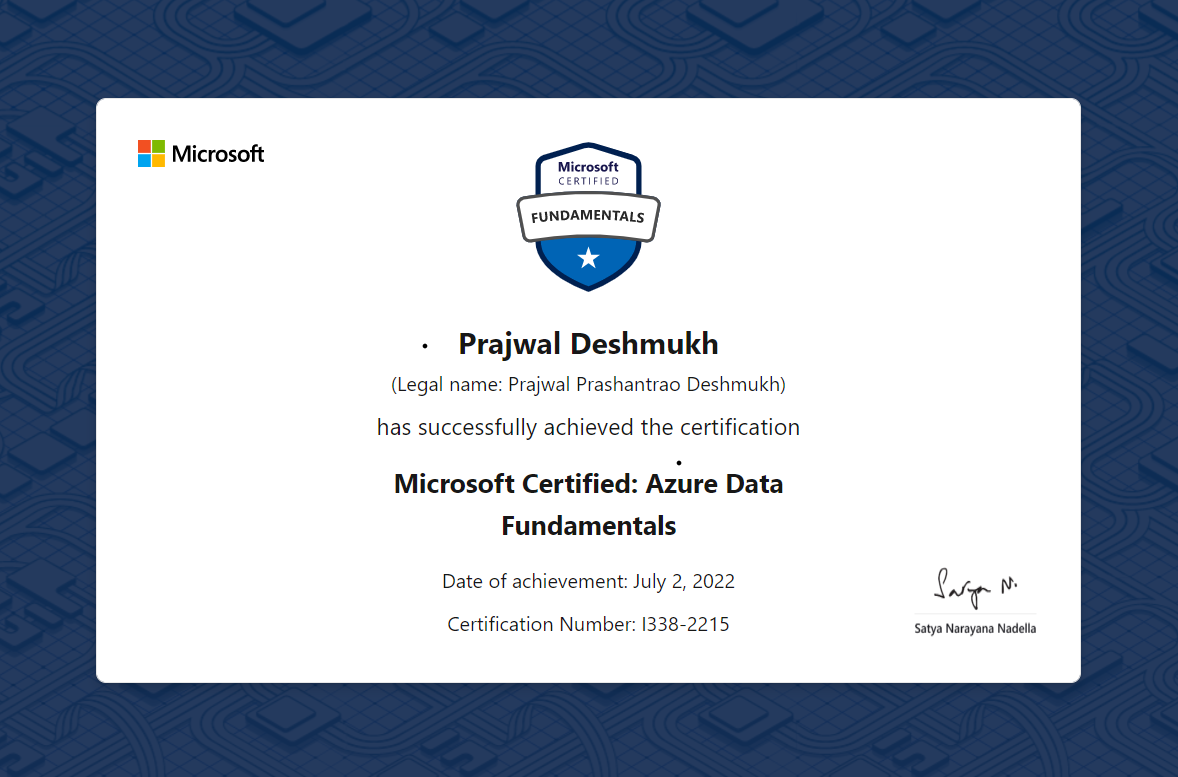 Microsoft
Microsoft
CERTIFIED
FUNDAMENTALS
Prajwal Deshmukh
(Legal name: Prajwal Prashantrao Deshmukh)
has successfully achieved the certification
Microsoft Certified: Azure Data
Fundamentals
Date of achievement: July 2, 2022
Certification Number: I338-2215
Satya N.
Satya Narayana Nadella